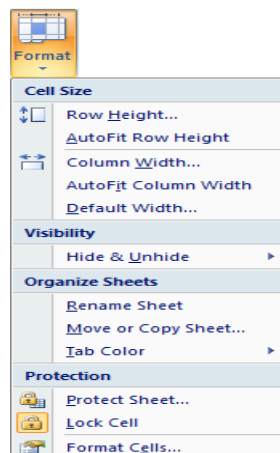 Format
Cell Size
Row Height...
AutoFit Row Height
Column Width...
AutoFit Column Width
Default Width...
Visibility
Hide & Unhide
Organize Sheets
Rename Sheet
Move or Copy Sheet...
Tab Color
Protection
Protect Sheet...
Lock Cell
Format Cells...